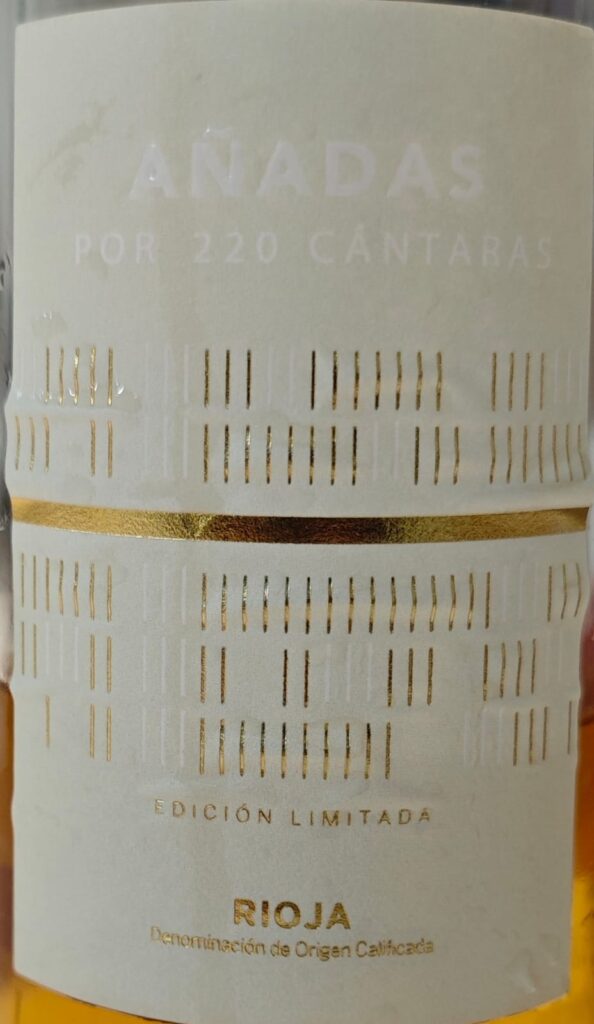 AÑADAS
POR 220 CÁNTARAS
EDICIÓN LIMITADA
RIOJA
Denominación de Origen Calificada